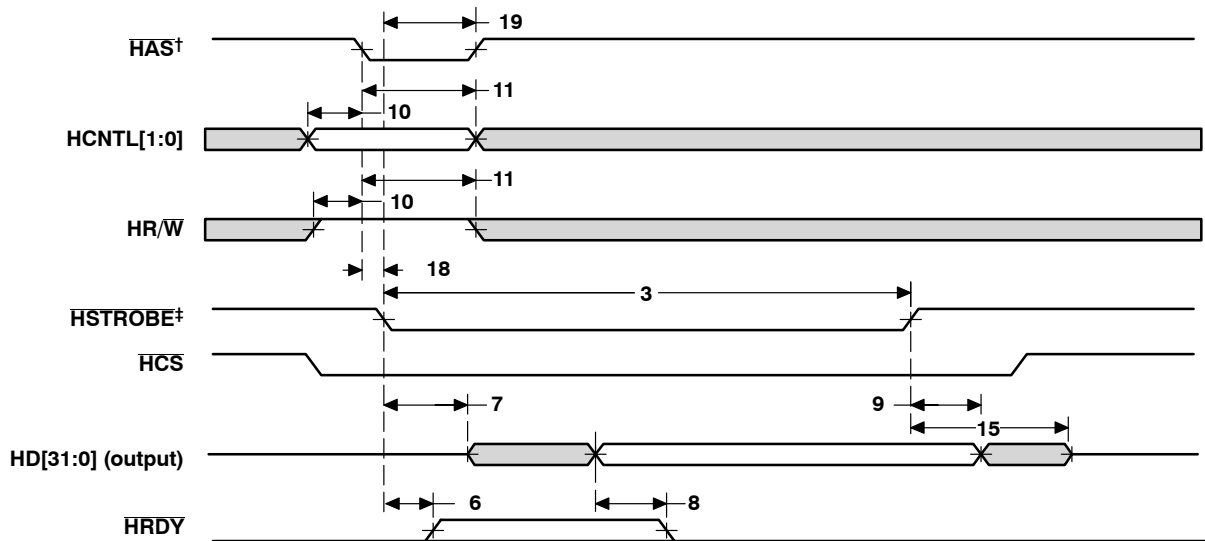 19
HAS†
11
10
HCNTL[1:0]
11
10
HR/W
18
3
HSTROBE‡
HCS
7
9
15
HD[31:0] (output)
6
8
HRDY